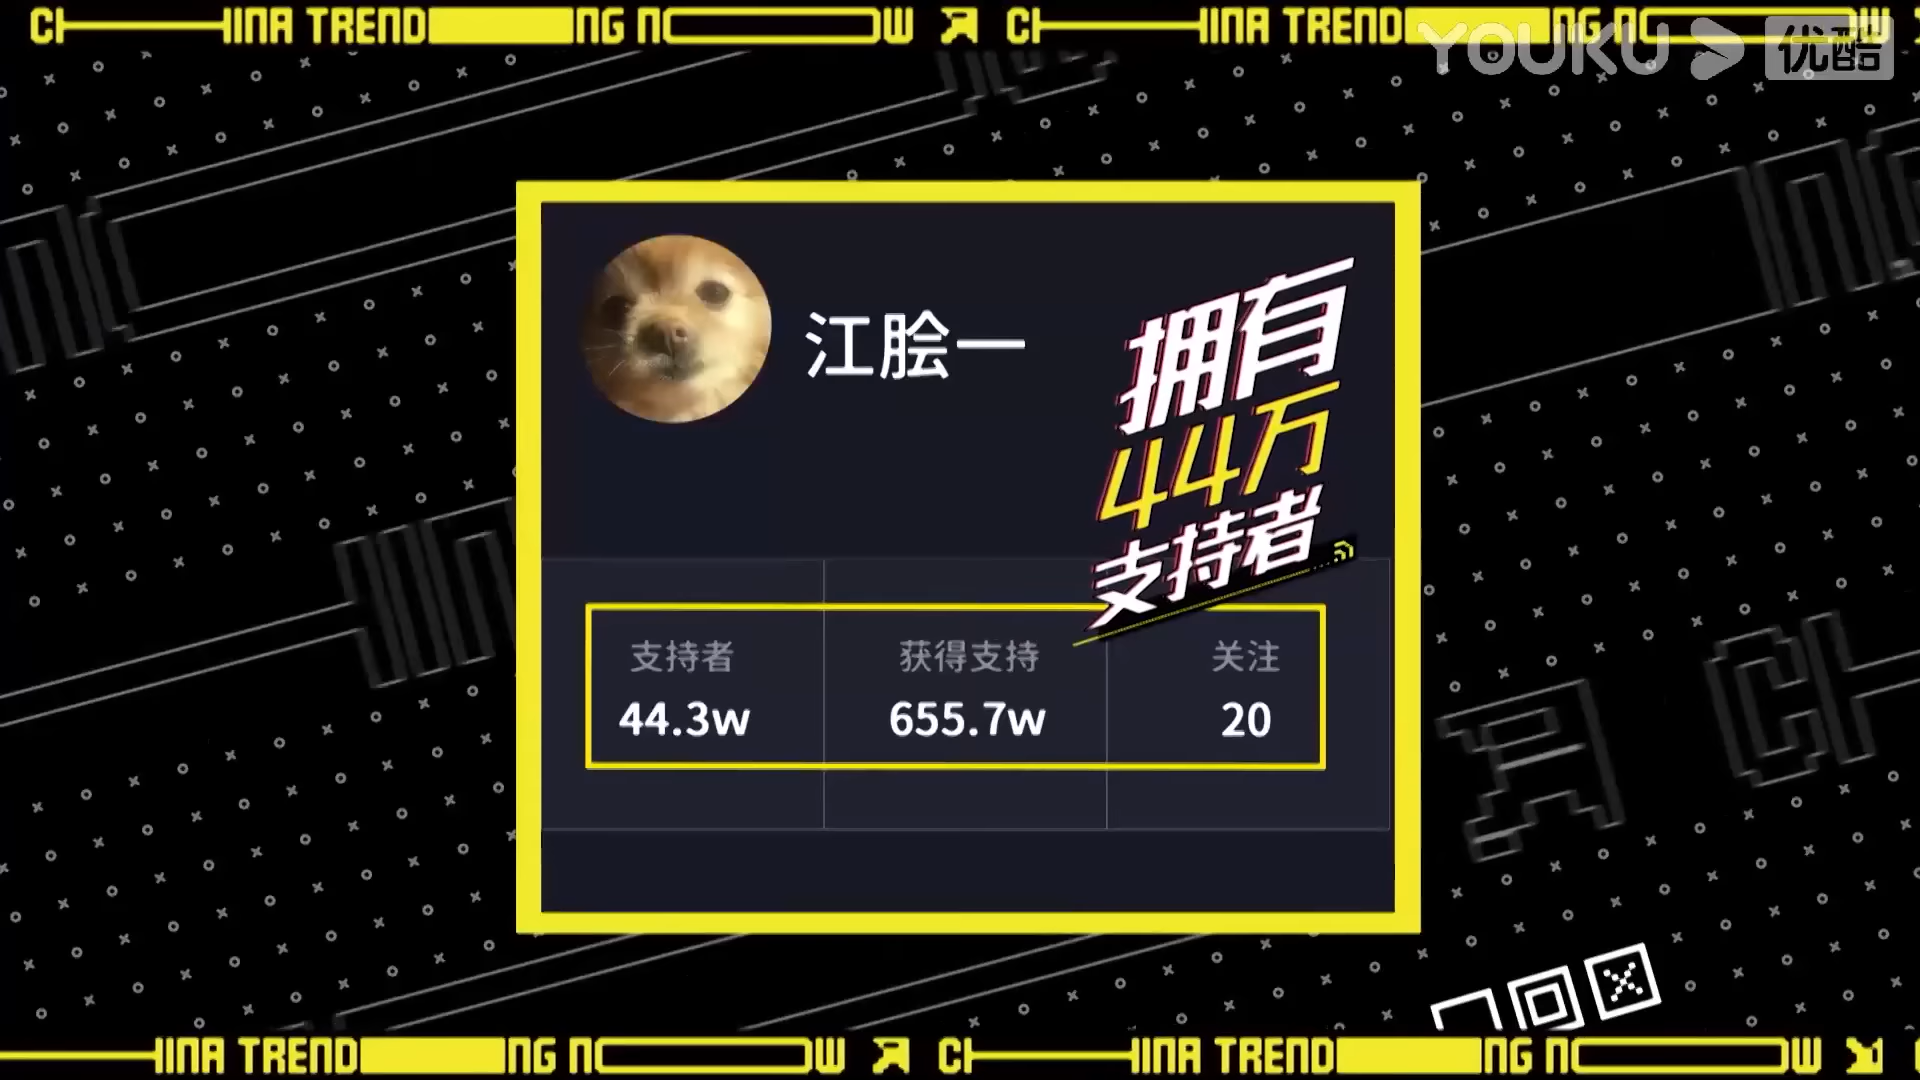 CHINA TRENDING NOW CHINA TRENDING NOW
YOUKU 优酷
江脍一
拥有
44万
支持者
支持者 获得支持 关注
44.3w 655.7w 20
CHINA TRENDING NOW CHINA TRENDING NOW